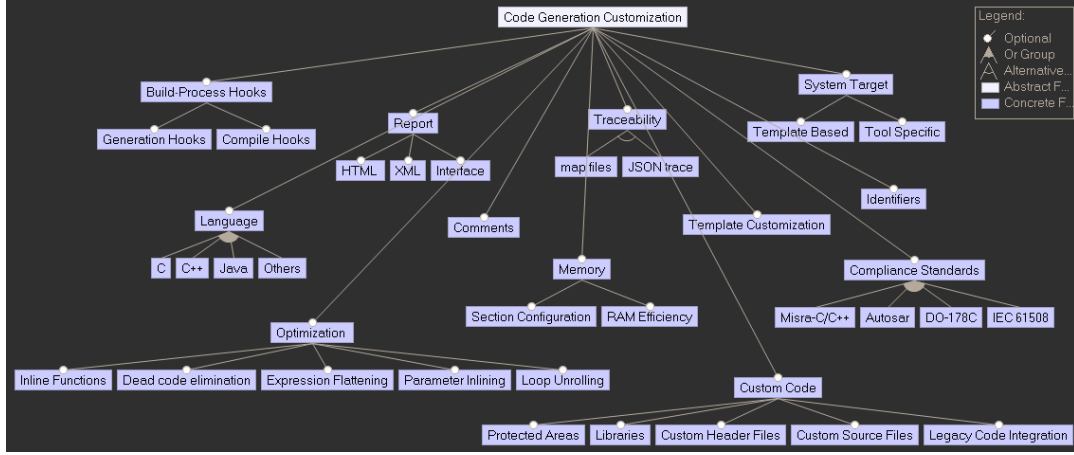 Code Generation Customization
Legend:
Optional
Or Group
Alternative...
Abstract F...
Concrete F...
Build-Process Hooks
Generation Hooks
Compile Hooks
Report
HTML
XML
Interface
Traceability
map files
JSON trace
System Target
Template Based
Tool Specific
Identifiers
Language
C
C++
Java
Others
Comments
Template Customization
Memory
Section Configuration
RAM Efficiency
Compliance Standards
Misra-C/C++
Autosar
DO-178C
IEC 61508
Optimization
Inline Functions
Dead code elimination
Expression Flattening
Parameter Inlining
Loop Unrolling
Custom Code
Protected Areas
Libraries
Custom Header Files
Custom Source Files
Legacy Code Integration